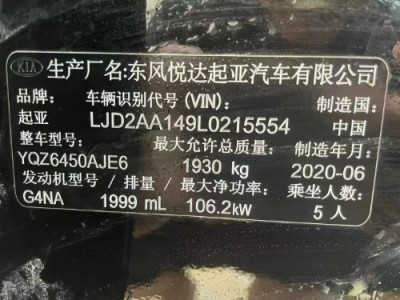 KIA 生产厂名:东风悦达起亚汽车有限公司
品牌: 车辆识别代号(VIN): 制造国:
起亚 LJD2AA149L0215554 中国
整车型号: 最大允许总质量: 制造年月:
YQZ6450AJE6 1930 kg 2020-06
发动机型号 / 排量 / 最大净功率: 乘坐人数:
G4NA 1999 mL 106.2kW 5 人